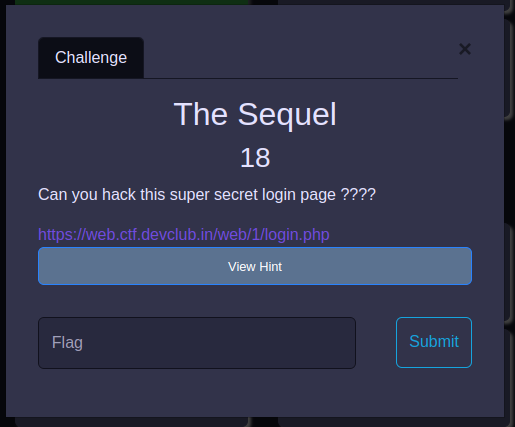 Challenge
×
The Sequel
18
Can you hack this super secret login page ????
https://web.ctf.devclub.in/web/1/login.php
View Hint
Flag
Submit